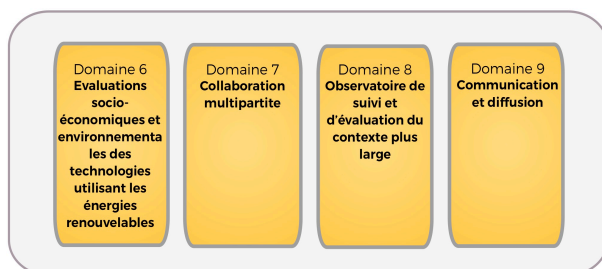 Domaine 6
Evaluations
socio-
économiques et
environnementa
les des
technologies
utilisant les
énergies
renouvelables
Domaine 7
Collaboration
multipartite
Domaine 8
Observatoire de
suivi et
d’évaluation du
contexte plus
large
Domaine 9
Communication
et diffusion